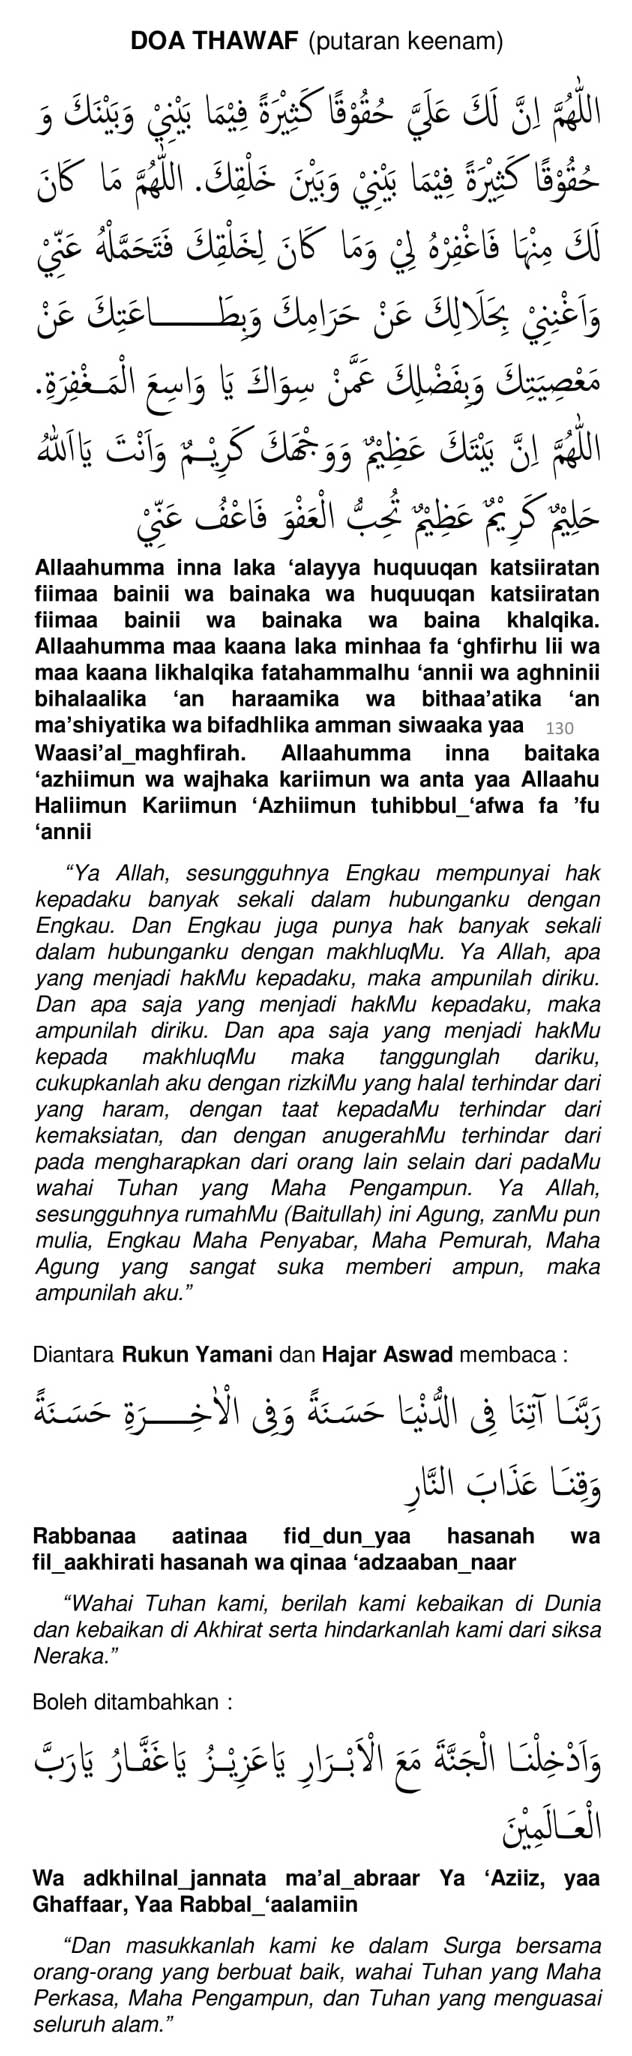 DOA THAWAF (putaran keenam)
اللّٰهُمَّ اِنَّ لَكَ عَلَيَّ حُقُوْقًا كَثِيْرَةً فِيْمَا بَيْنِيْ وَبَيْنَكَ وَ
حُقُوْقًا كَثِيْرَةً فِيْمَا بَيْنِيْ وَبَيْنَ خَلْقِكَ. اللّٰهُمَّ مَا كَانَ
لَكَ مِنْهَا فَاغْفِرْهُ لِيْ وَمَا كَانَ لِخَلْقِكَ فَتَحَمَّلْهُ عَنِّيْ
وَاَغْنِنِيْ بِحَلَالِكَ عَنْ حَرَامِكَ وَبِطَــــاعَتِكَ عَنْ
مَعْصِيَتِكَ وَبِفَضْلِكَ عَمَّنْ سِوَاكَ يَا وَاسِعَ الْمَـغْفِرَةِ.
اللّٰهُمَّ اِنَّ بَيْتَكَ عَظِيْمٌ وَوَجْهَكَ كَرِيْـمٌ وَاَنْتَ يَااَللّٰهُ
حَلِيْمٌ كَرِيْمٌ عَظِيْمٌ تُحِبُّ الْعَفْوَ فَاعْفُ عَنِّيْ
Allaahumma inna laka ‘alayya huquuqan katsiiratan
fiimaa bainii wa bainaka wa huquuqan katsiiratan
fiimaa bainii wa bainaka wa baina khalqika.
Allaahumma maa kaana laka minhaa fa ‘ghfirhu lii wa
maa kaana likhalqika fatahammalhu ‘annii wa aghninii
bihalaalika ‘an haraamika wa bithaa’atika ‘an
ma’shiyatika wa bifadhlika amman siwaaka yaa 130
Waasi’al_maghfirah. Allaahumma inna baitaka
‘azhiimun wa wajhaka kariimun wa anta yaa Allaahu
Haliimun Kariimun ‘Azhiimun tuhibbul_‘afwa fa ’fu
‘annii
“Ya Allah, sesungguhnya Engkau mempunyai hak
kepadaku banyak sekali dalam hubunganku dengan
Engkau. Dan Engkau juga punya hak banyak sekali
dalam hubunganku dengan makhluqMu. Ya Allah, apa
yang menjadi hakMu kepadaku, maka ampunilah diriku.
Dan apa saja yang menjadi hakMu kepadaku, maka
ampunilah diriku. Dan apa saja yang menjadi hakMu
kepada makhluqMu maka tanggunglah dariku,
cukupkanlah aku dengan rizkiMu yang halal terhindar dari
yang haram, dengan taat kepadaMu terhindar dari
kemaksiatan, dan dengan anugerahMu terhindar dari
pada mengharapkan dari orang lain selain dari padaMu
wahai Tuhan yang Maha Pengampun. Ya Allah,
sesungguhnya rumahMu (Baitullah) ini Agung, zanMu pun
mulia, Engkau Maha Penyabar, Maha Pemurah, Maha
Agung yang sangat suka memberi ampun, maka
ampunilah aku.”
Diantara Rukun Yamani dan Hajar Aswad membaca :
رَبَّنَـا آتِنَا فِى الدُّنْيَـا حَسَـنَةً وَفِى الْاٰخِــــرَةِ حَسَـنَةً
وَقِنَـا عَذَابَ النَّارِ
Rabbanaa aatinaa fid_dun_yaa hasanah wa
fil_aakhirati hasanah wa qinaa ‘adzaaban_naar
“Wahai Tuhan kami, berilah kami kebaikan di Dunia
dan kebaikan di Akhirat serta hindarkanlah kami dari siksa
Neraka.”
Boleh ditambahkan :
وَاَدْخِلْنَـا الْجَنَّةَ مَعَ الْاَبْـرَارِ يَاعَزِيْـزُ يَاغَفَّـارُ يَارَبَّ
الْعَـالَمِيْنَ
Wa adkhilnal_jannata ma’al_abraar Ya ‘Aziiz, yaa
Ghaffaar, Yaa Rabbal_‘aalamiin
“Dan masukkanlah kami ke dalam Surga bersama
orang-orang yang berbuat baik, wahai Tuhan yang Maha
Perkasa, Maha Pengampun, dan Tuhan yang menguasai
seluruh alam.”